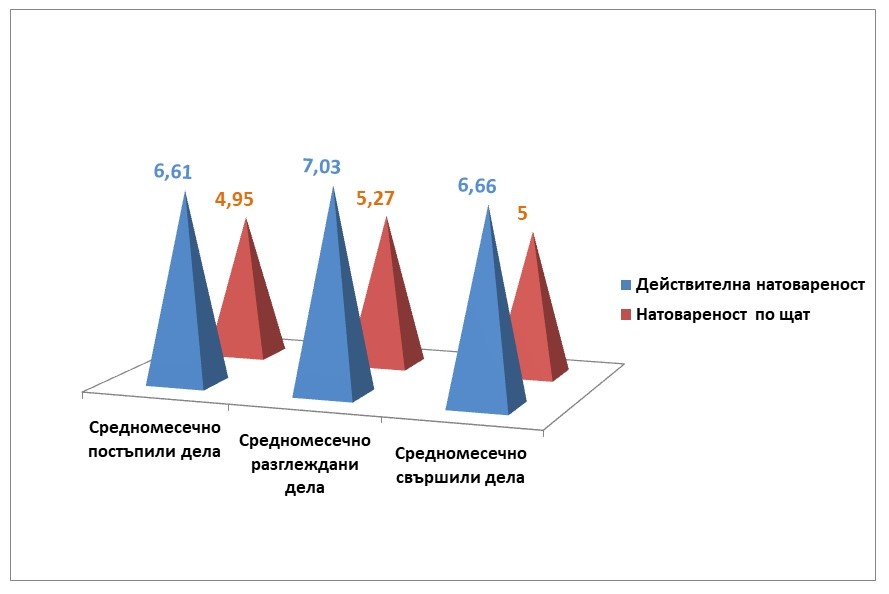 6,61
4,95
7,03
5,27
6,66
5
Действителна натовареност
Натовареност по щат
Средномесечно
постъпили дела
Средномесечно
разглеждани
дела
Средномесечно
свършили дела